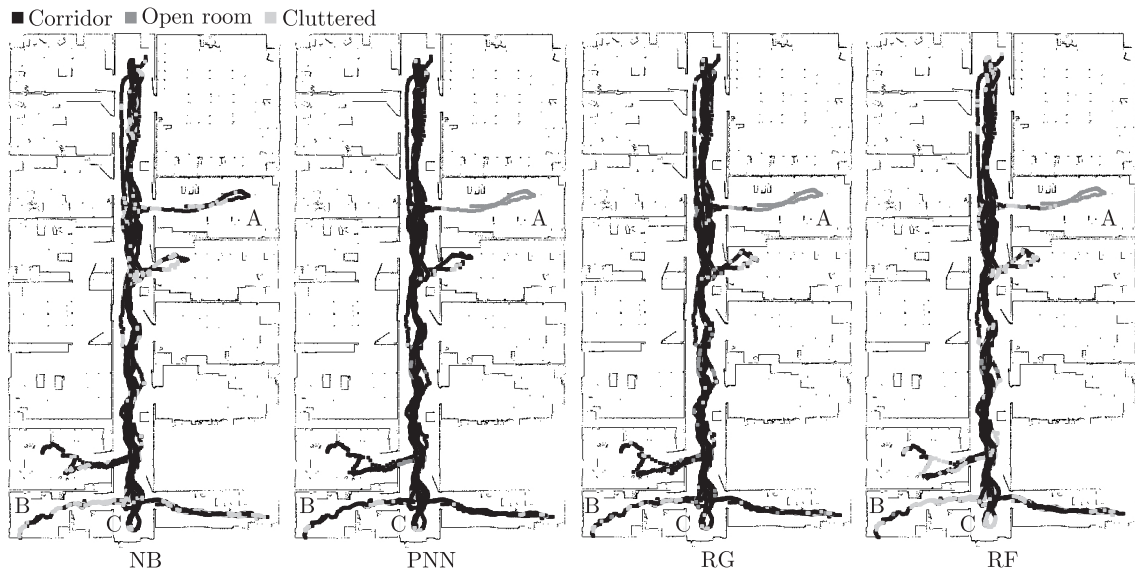 Corridor Open room Cluttered
A A A A
B B B B
C C C C
NB PNN RG RF